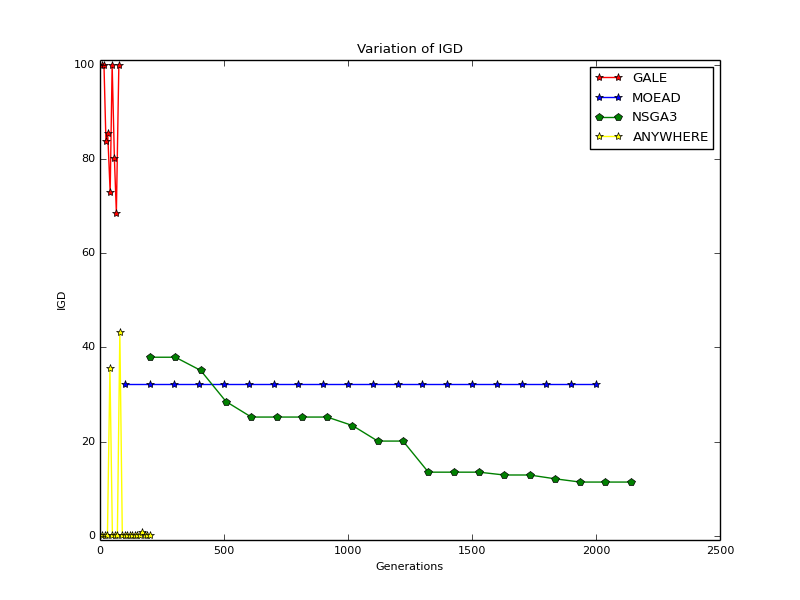 Variation of IGD
GALE
MOEAD
NSGA3
ANYWHERE
100
80
60
40
20
0
IGD
0 500 1000 1500 2000 2500
Generations